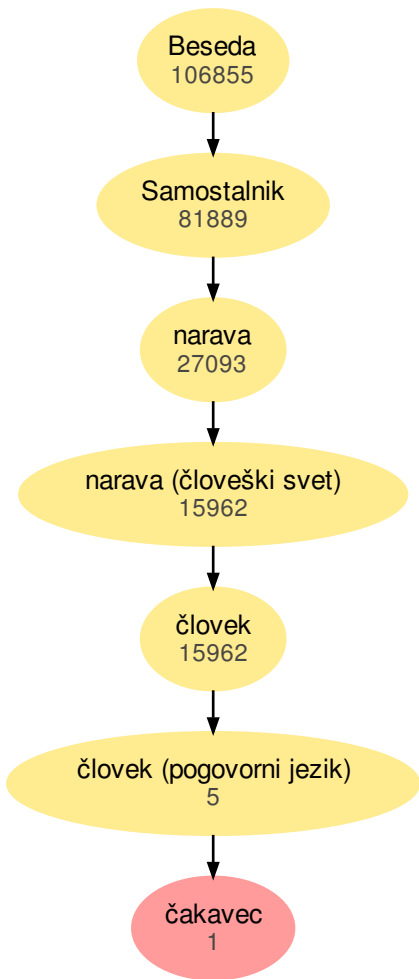 Beseda
106855
Samostalnik
81889
narava
27093
narava (človeški svet)
15962
človek
15962
človek (pogovorni jezik)
5
čakavec
1